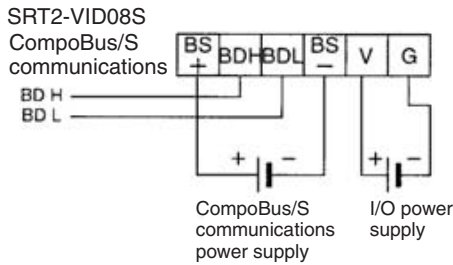 SRT2-VID08S
CompoBus/S
communications
BS + BDH BDL BS − V G
BD H
BD L
+ − + −
CompoBus/S
communications
power supply
I/O power
supply